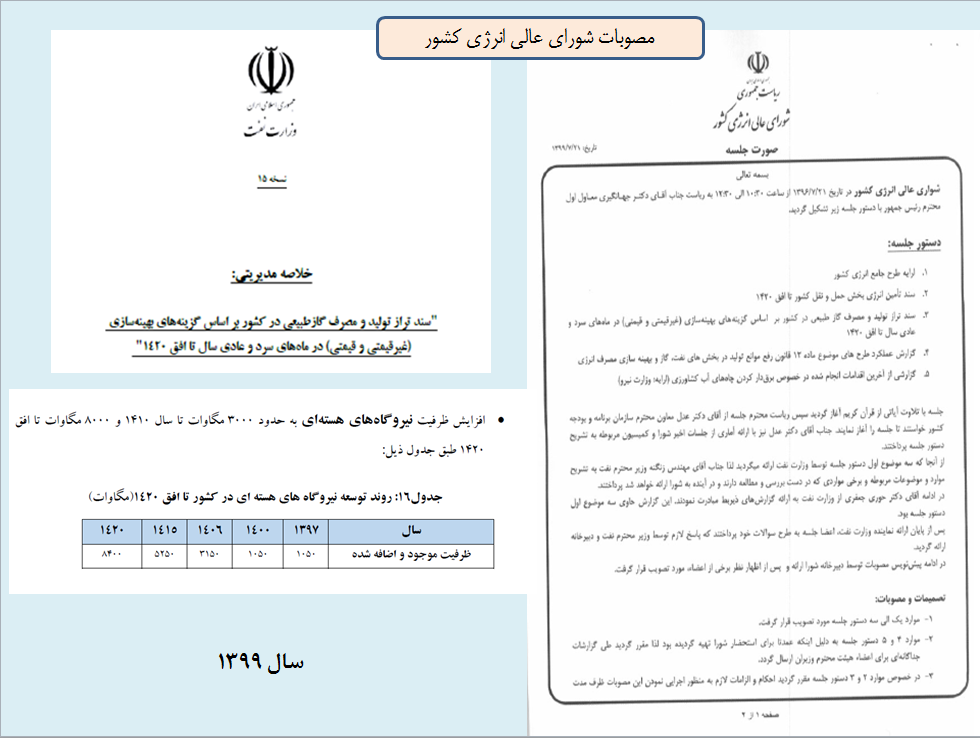 مصوبات شورای عالی انرژی کشور
جمهوری اسلامی ایران
وزارت نفت
نسخه ۱۵
خلاصه مدیریتی:
"سند تراز تولید و مصرف گازطبیعی در کشور بر اساس گزینه‌های بهینه‌سازی
(غیرقیمتی و قیمتی) در ماه‌های سرد و عادی سال تا افق ۱۴۲۰"
• افزایش ظرفیت نیروگاه‌های هسته‌ای به حدود ۳۰۰۰ مگاوات تا سال ۱۴۱۰ و ۸۰۰۰ مگاوات تا افق
۱۴۲۰ طبق جدول ذیل:
جدول۱۶: روند توسعه نیروگاه های هسته ای در کشور تا افق ۱۴۲۰(مگاوات)
سال ۱۳۹۷ ۱۴۰۰ ۱۴۰۶ ۱۴۱۵ ۱۴۲۰
ظرفیت موجود و اضافه شده ۱۰۵۰ ۱۰۵۰ ۳۱۵۰ ۵۲۵۰ ۸۴۰۰
سال ۱۳۹۹
ریاست جمهوری
شورای عالی انرژی کشور
صورت جلسه
تاریخ: ۱۳۹۹/۷/۲۱
بسمه تعالی
شواری عالی انرژی کشور در تاریخ ۱۳۹۶/۷/۲۱ از ساعت ۱۰:۳۰ الی ۱۲:۳۰ به ریاست جناب آقای دکتر جهانگیری معاول اول
محترم رئیس جمهور با دستور جلسه زیر تشکیل گردید.
دستور جلسه:
۱. ارایه طرح جامع انرژی کشور
۲. سند تأمین انرژی بخش حمل و نقل کشور تا افق ۱۴۲۰
۳. سند تراز تولید و مصرف گاز طبیعی در کشور بر اساس گزینه‌های بهینه‌سازی (غیرقیمتی و قیمتی) در ماه‌های سرد و
عادی سال تا افق ۱۴۲۰
۴. گزارش عملکرد طرح های موضوع ماده ۱۲ قانون رفع موانع تولید در بخش های نفت، گاز و بهینه سازی مصرف انرژی
۵. گزارشی از آخرین اقدامات انجام شده در خصوص برق‌دار کردن چاه‌های آب کشاورزی (ارایه: وزارت نیرو)
جلسه با تلاوت آیاتی از قرآن کریم آغاز گردید سپس ریاست محترم جلسه از آقای دکتر عدل معاون محترم سازمان برنامه و بودجه
کشور خواستند تا جلسه را آغاز نمایند. جناب آقای دکتر عدل نیز با ارائه آماری از جلسات اخیر شورا و کمیسیون مربوطه به تشریح
دستور جلسه پرداختند.
از آنجا که سه موضوع اول دستور جلسه توسط وزارت نفت ارائه میگردید لذا جناب آقای مهندس زنگنه وزیر محترم نفت به تشریح
موارد و موضوعات مربوطه و برخی مواردی که در دست بررسی و مطالعه دارند و در آینده به شورا ارائه خواهد شد پرداختند.
در ادامه آقای دکتر حوری جعفری از وزارت نفت به ارائه گزارش‌های ذیربط مبادرت نمودند. این گزارش حاوی سه موضوع اول
دستور جلسه بود.
پس از پایان ارائه نماینده وزارت نفت، اعضا جلسه به طرح سوالات خود پرداختند که پاسخ لازم توسط وزیر محترم نفت و دبیرخانه
ارائه گردید.
در ادامه پیش‌نویس مصوبات توسط دبیرخانه شورا ارائه و پس از اظهار نظر برخی از اعضاء، مورد تصویب قرار گرفت.
تصمیمات و مصوبات:
۱- موارد یک الی سه دستور جلسه مورد تصویب قرار گرفت.
۲- موارد ۴ و ۵ دستور جلسه به دلیل اینکه عمدتا برای استحضار شورا تهیه گردیده بود لذا مقرر گردید طی گزارشات
جداگانه‌ای برای اعضاء هیئت محترم وزیران ارسال گردد.
۳- در خصوص موارد ۲ و ۳ دستور جلسه مقرر گردید احکام و الزامات لازم به منظور اجرایی نمودن این مصوبات ظرف مدت
صفحه ۱ از ۲